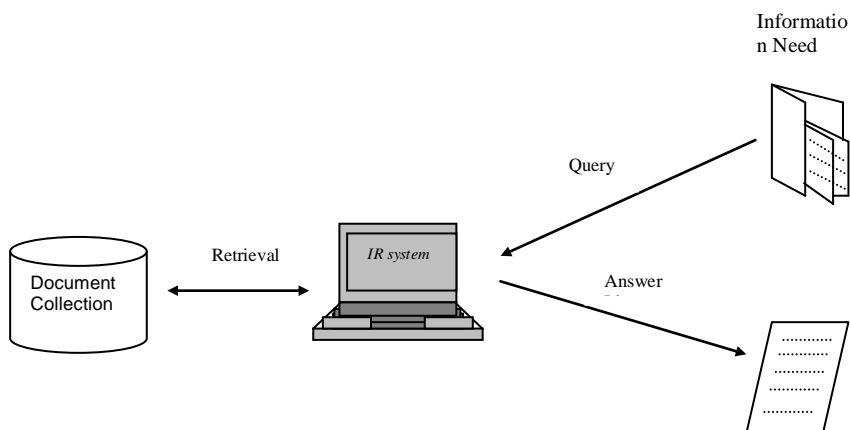 Informatio
n Need
Query
Retrieval
IR system
Document
Collection
Answer